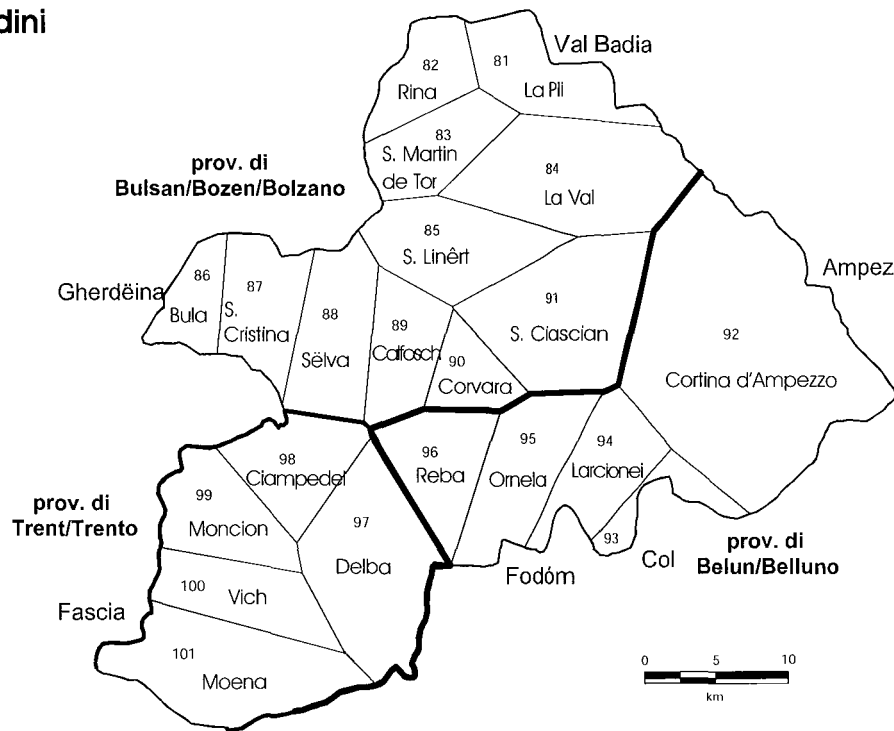 dini
Val Badia
82
Rina
81
La Pli
83
S. Martin
de Tor
prov. di
Bulsan/Bozen/Bolzano
84
La Val
85
S. Linêrt
Gherdëina
86
Bula
87
S.
Cristina
88
Sëlva
89
Calfosch
90
Corvara
91
S. Ciascian
Ampez
92
Cortina d'Ampezzo
98
Ciampedel
96
Reba
95
Ornela
94
Larcionei
99
Moncion
prov. di
Trent/Trento
97
Delba
93
Col
Fodóm
prov. di
Belun/Belluno
100
Vich
Fascia
101
Moena
0 5 10
km